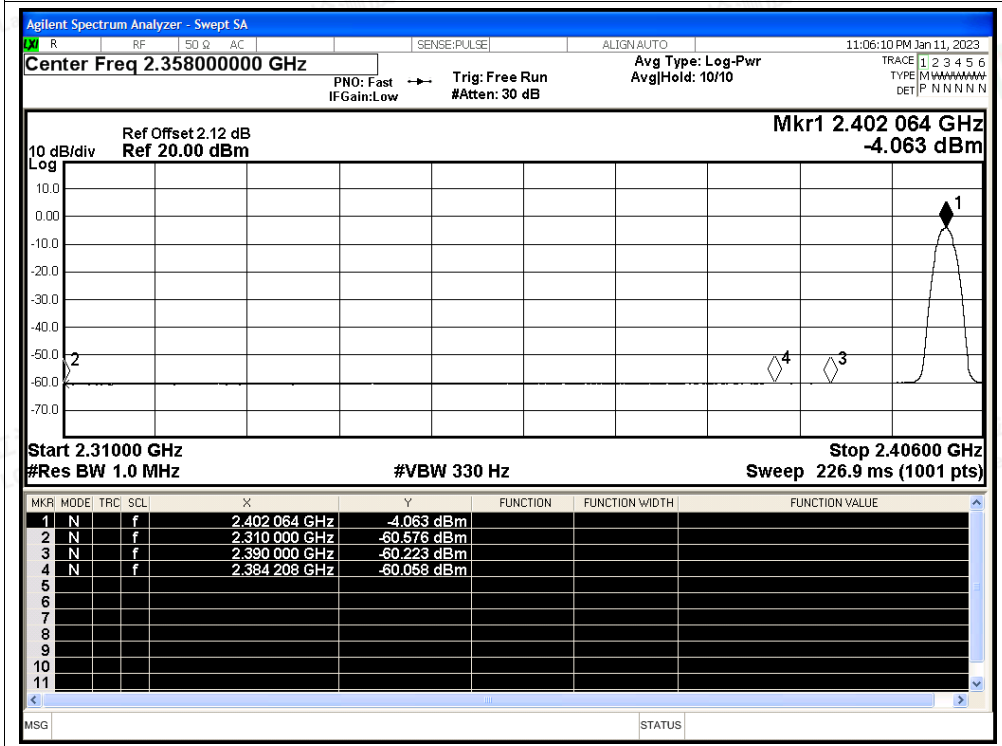 Agilent Spectrum Analyzer - Swept SA
LXI R RF 50 Ω AC SENSE:PULSE ALIGN AUTO 11:06:10 PM Jan 11, 2023
Center Freq 2.358000000 GHz
PNO: Fast
IFGain:Low
Trig: Free Run
#Atten: 30 dB
Avg Type: Log-Pwr
Avg|Hold: 10/10
TRACE 1 2 3 4 5 6
TYPE M
DET P N N N N N
Mkr1 2.402 064 GHz
-4.063 dBm
Ref Offset 2.12 dB
10 dB/div Ref 20.00 dBm
Log
10.0
0.00
-10.0
-20.0
-30.0
-40.0
-50.0
-60.0
-70.0
1
2
4
3
Start 2.31000 GHz Stop 2.40600 GHz
#Res BW 1.0 MHz #VBW 330 Hz Sweep 226.9 ms (1001 pts)
MKR MODE TRC SCL X Y FUNCTION FUNCTION WIDTH FUNCTION VALUE
1 N f 2.402 064 GHz -4.063 dBm
2 N f 2.310 000 GHz -60.576 dBm
3 N f 2.390 000 GHz -60.223 dBm
4 N f 2.384 208 GHz -60.058 dBm
5
6
7
8
9
10
11
MSG STATUS